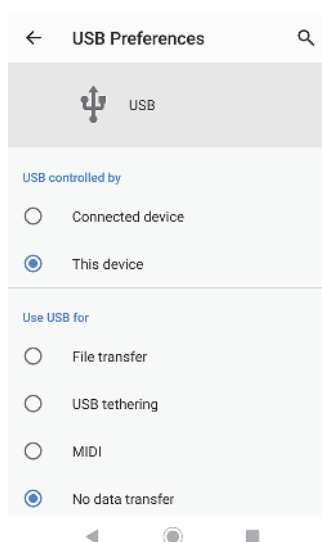 USB Preferences
USB
USB controlled by
Connected device
This device
Use USB for
File transfer
USB tethering
MIDI
No data transfer